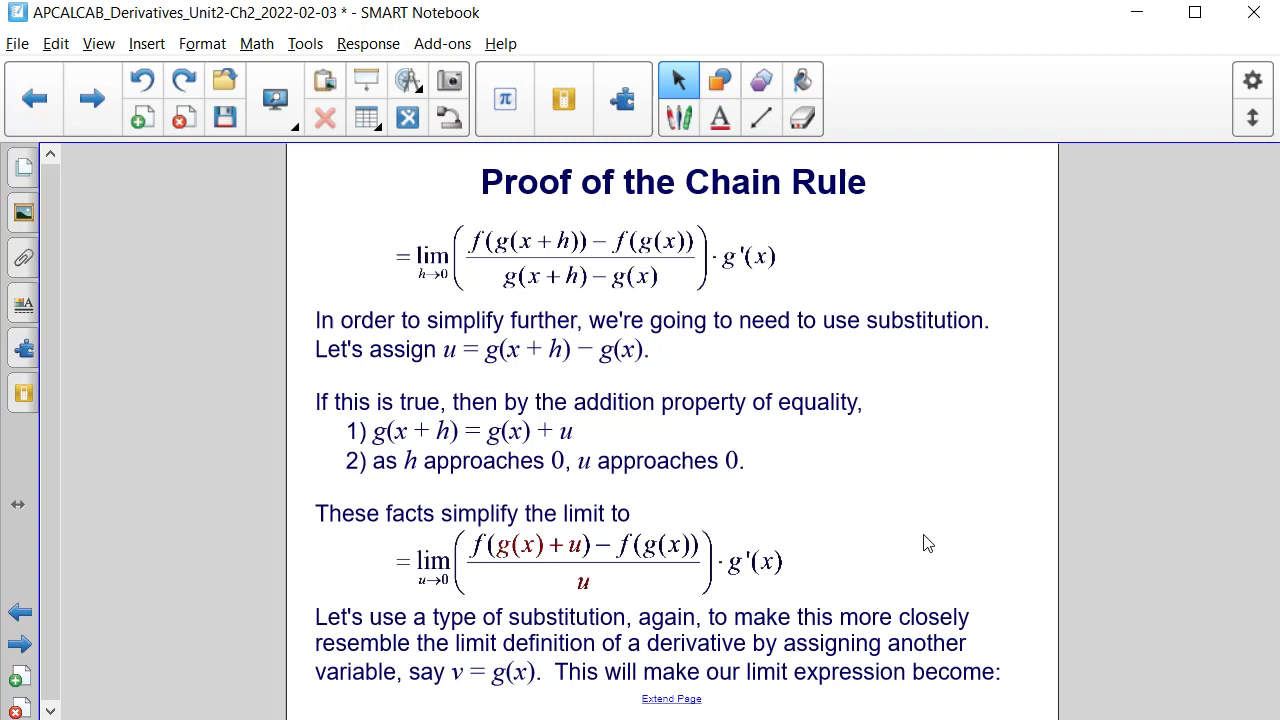 APCALCAB_Derivatives_Unit2-Ch2_2022-02-03 * - SMART Notebook
File Edit View Insert Format Math Tools Response Add-ons Help
Proof of the Chain Rule
= lim h→0 ( f(g(x + h)) − f(g(x)) / g(x + h) − g(x) ) · g'(x)
In order to simplify further, we're going to need to use substitution.
Let's assign u = g(x + h) − g(x).
If this is true, then by the addition property of equality,
1) g(x + h) = g(x) + u
2) as h approaches 0, u approaches 0.
These facts simplify the limit to
= lim u→0 ( f(g(x) + u) − f(g(x)) / u ) · g'(x)
Let's use a type of substitution, again, to make this more closely
resemble the limit definition of a derivative by assigning another
variable, say v = g(x). This will make our limit expression become:
Extend Page